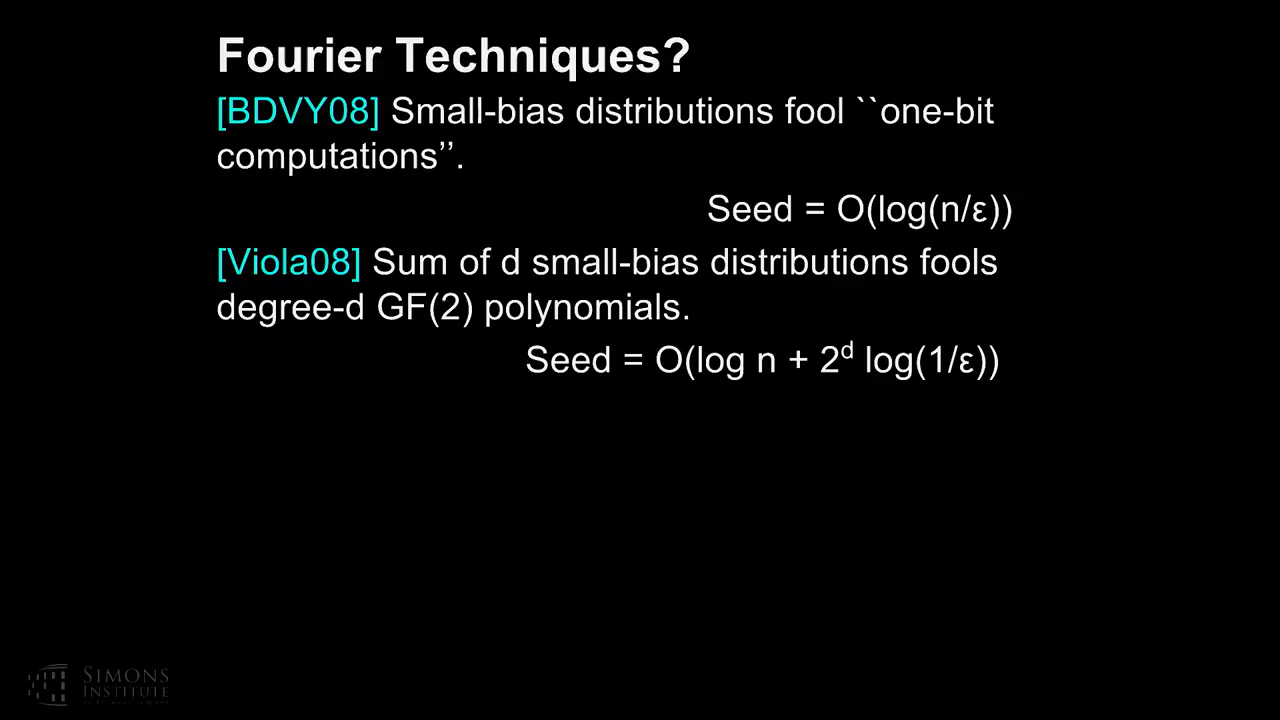 Fourier Techniques?
[BDVY08] Small-bias distributions fool ``one-bit
computations’’.
Seed = O(log(n/ε))
[Viola08] Sum of d small-bias distributions fools
degree-d GF(2) polynomials.
Seed = O(log n + 2ᵈ log(1/ε))
SIMONS
INSTITUTE